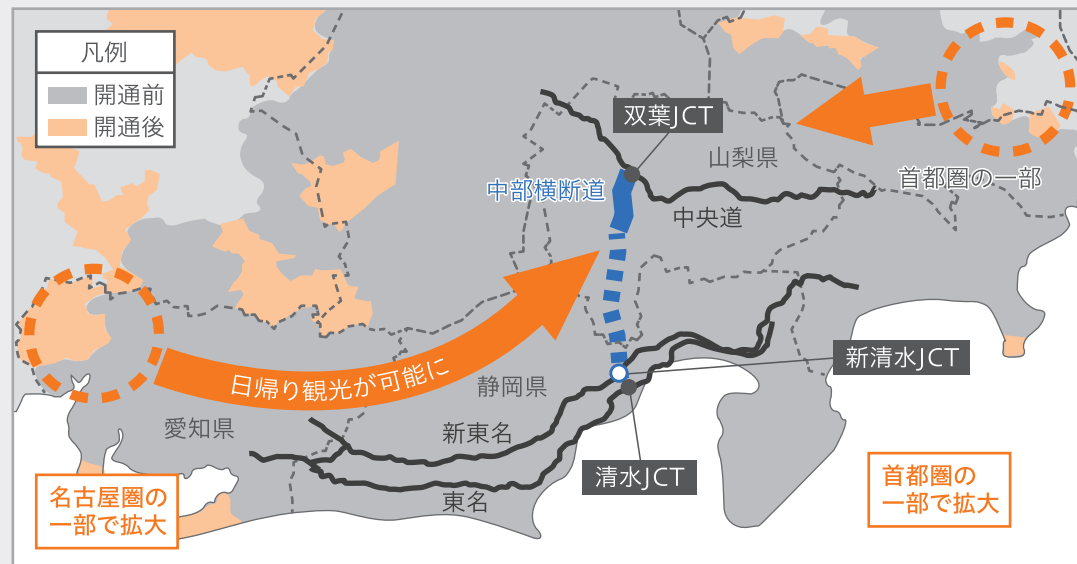 凡例
開通前
開通後
双葉JCT
山梨県
首都圏の一部
中部横断道
中央道
新清水JCT
日帰り観光が可能に
静岡県
愛知県
新東名
清水JCT
東名
名古屋圏の
一部で拡大
首都圏の
一部で拡大